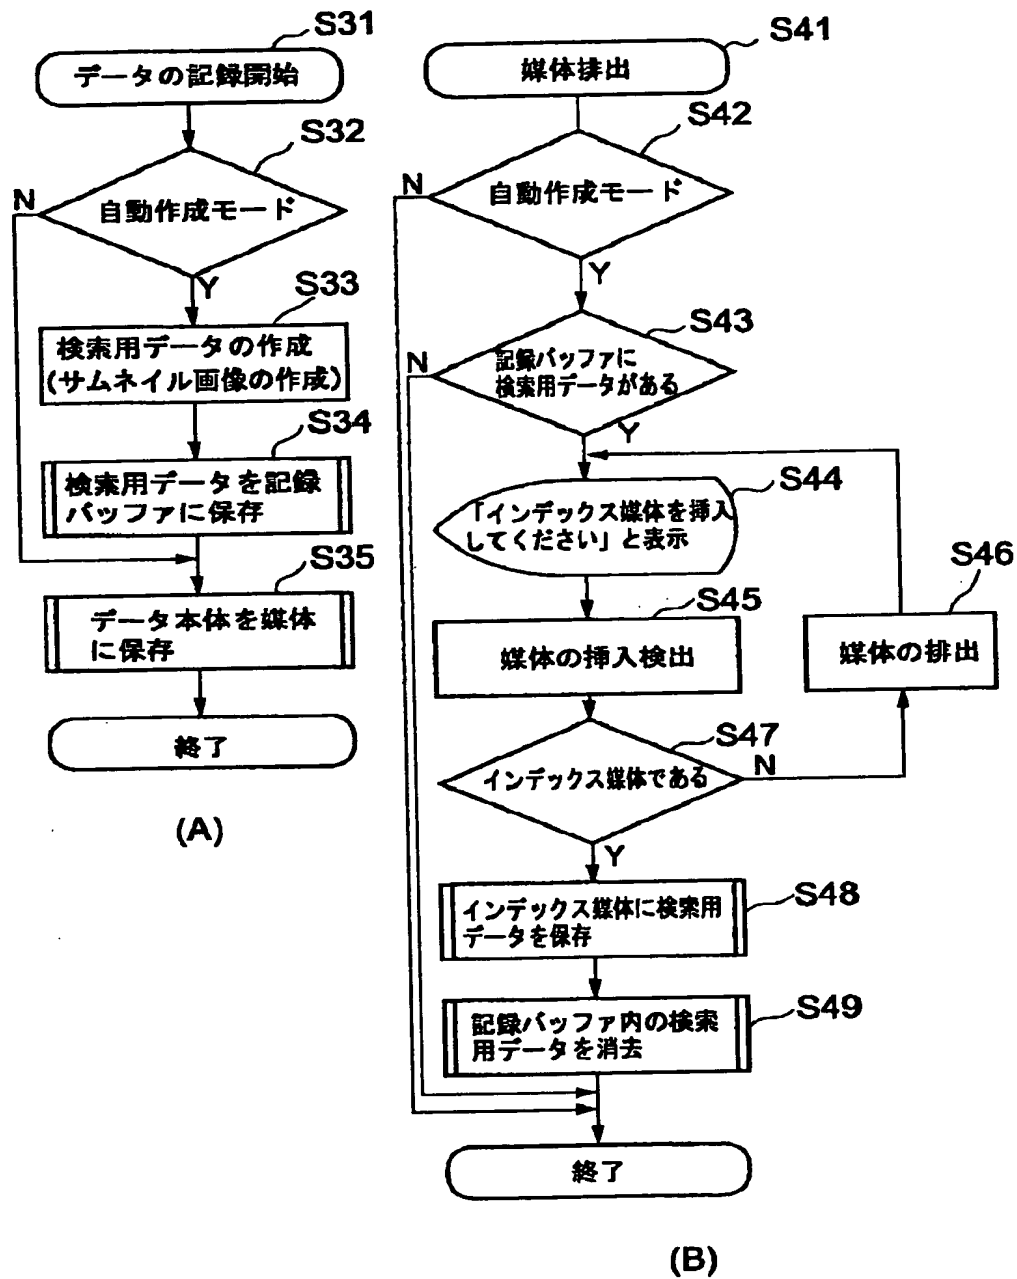 S31
データの記録開始
S32
N
自動作成モード
Y
S33
検索用データの作成
(サムネイル画像の作成)
S34
検索用データを記録
バッファに保存
S35
データ本体を媒体
に保存
終了
(A)
S41
媒体排出
S42
N
自動作成モード
Y
S43
N
記録バッファに
検索用データがある
Y
S44
「インデックス媒体を挿入
してください」と表示
S45
媒体の挿入検出
S46
媒体の排出
S47
インデックス媒体である
N
Y
S48
インデックス媒体に検索用
データを保存
S49
記録バッファ内の検索
用データを消去
終了
(B)